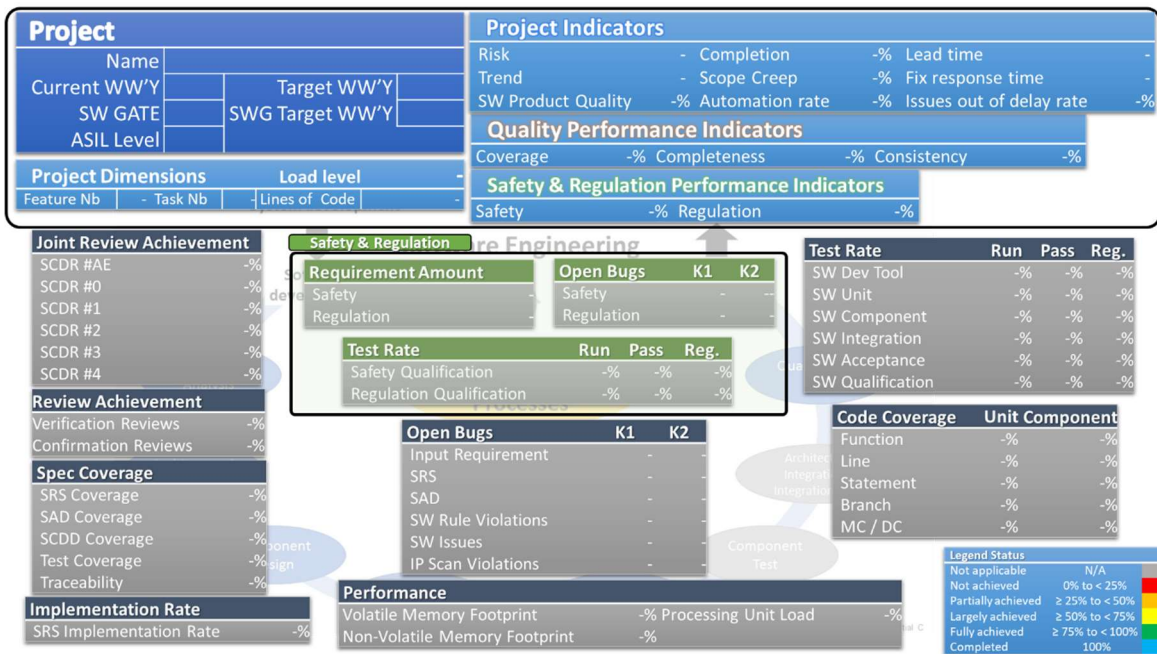 Project
Name
Current WW'Y Target WW'Y
SW GATE SWG Target WW'Y
ASIL Level
Project Dimensions Load level -
Feature Nb - Task Nb - Lines of Code -
Project Indicators
Risk - Completion -% Lead time -
Trend - Scope Creep -% Fix response time -
SW Product Quality -% Automation rate -% Issues out of delay rate -%
Quality Performance Indicators
Coverage -% Completeness -% Consistency -%
Safety & Regulation Performance Indicators
Safety -% Regulation -%
Joint Review Achievement
SCDR #AE -%
SCDR #0 -%
SCDR #1 -%
SCDR #2 -%
SCDR #3 -%
SCDR #4 -%
Review Achievement
Verification Reviews -%
Confirmation Reviews -%
Spec Coverage
SRS Coverage -%
SAD Coverage -%
SCDD Coverage -%
Test Coverage -%
Traceability -%
Implementation Rate
SRS Implementation Rate -%
Safety & Regulation
re Engineering
Requirement Amount
Safety -
Regulation -
Open Bugs K1 K2
Safety - --
Regulation - -
Test Rate Run Pass Reg.
Safety Qualification -% -% -%
Regulation Qualification -% -% -%
Processes
Open Bugs K1 K2
Input Requirement - -
SRS - -
SAD - -
SW Rule Violations - -
SW Issues - -
IP Scan Violations - -
Performance
Volatile Memory Footprint -% Processing Unit Load -%
Non-Volatile Memory Footprint -%
Test Rate Run Pass Reg.
SW Dev Tool -% -% -%
SW Unit -% -% -%
SW Component -% -% -%
SW Integration -% -% -%
SW Acceptance -% -% -%
SW Qualification -% -% -%
Code Coverage Unit Component
Function -% -%
Line -% -%
Statement -% -%
Branch -% -%
MC / DC -% -%
Component
Test
Legend Status
Not applicable N/A
Not achieved 0% to < 25%
Partially achieved ≥ 25% to < 50%
Largely achieved ≥ 50% to < 75%
Fully achieved ≥ 75% to < 100%
Completed 100%